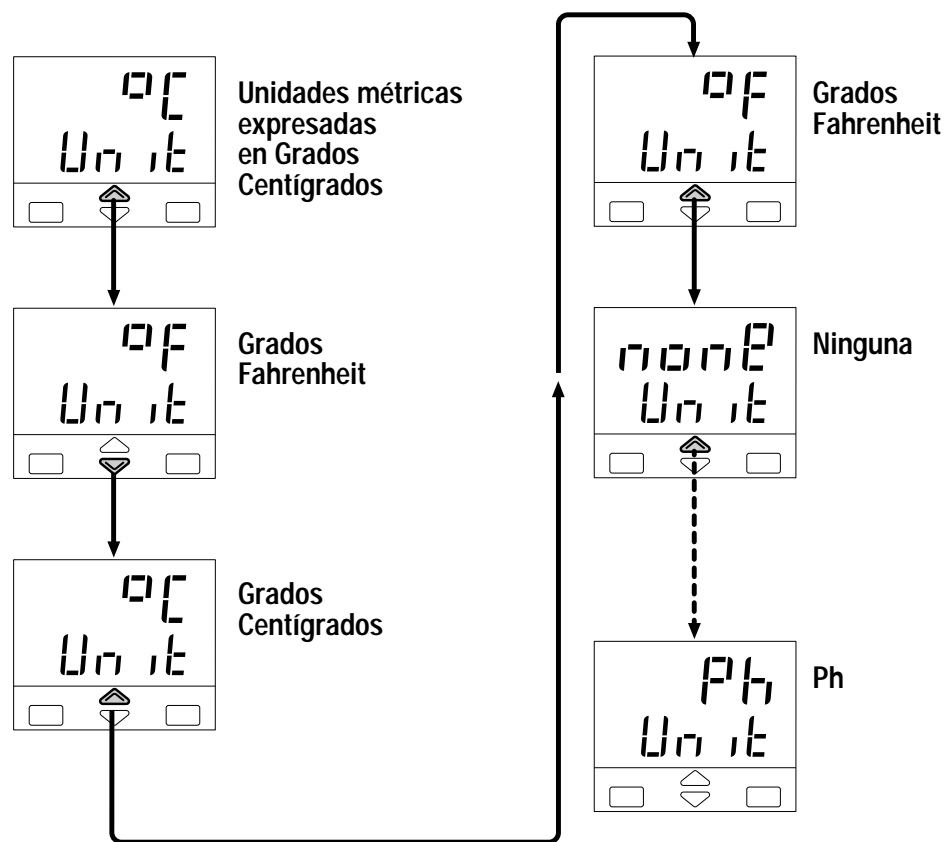 °C
Unit
Unidades métricas
expresadas
en Grados
Centígrados
°F
Unit
Grados
Fahrenheit
°C
Unit
Grados
Centígrados
°F
Unit
Grados
Fahrenheit
nonE
Unit
Ninguna
Ph
Unit
Ph